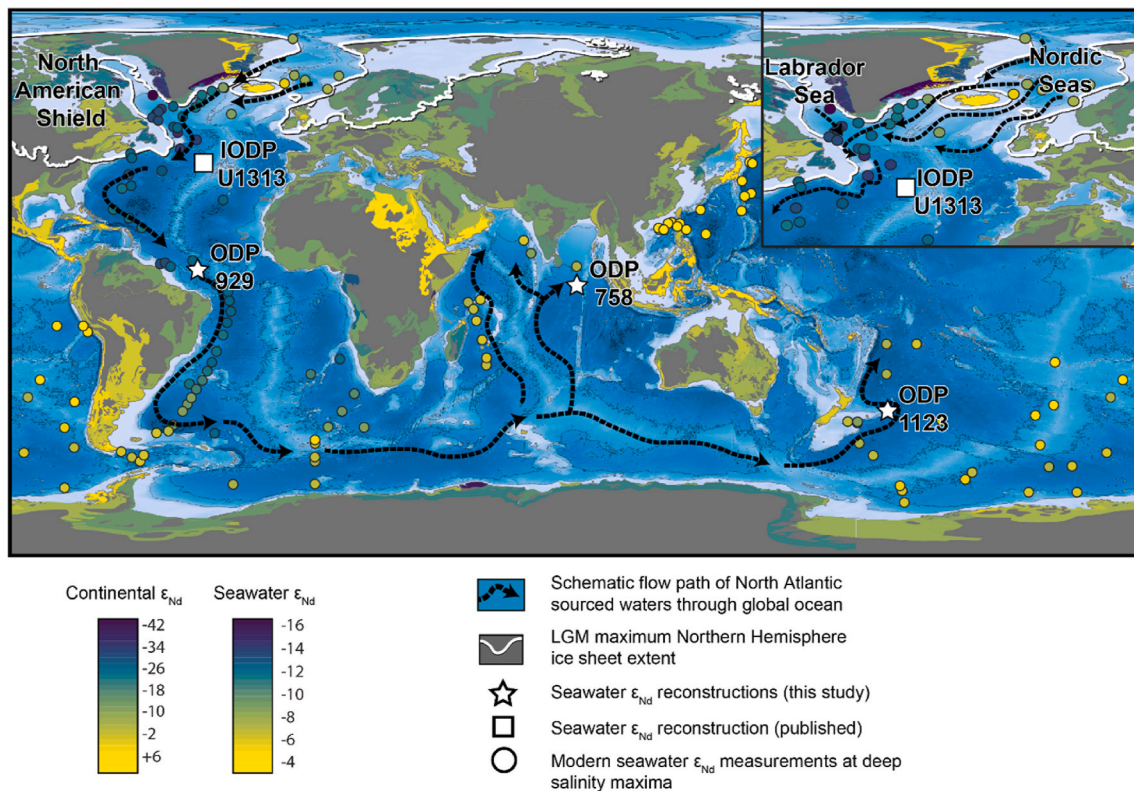 North
American
Shield
IODP
U1313
ODP
929
ODP
758
ODP
1123
Labrador
Sea
Nordic
Seas
IODP
U1313
Continental εNd
-42
-34
-26
-18
-10
-2
+6
Seawater εNd
-16
-14
-12
-10
-8
-6
-4
Schematic flow path of North Atlantic
sourced waters through global ocean
LGM maximum Northern Hemisphere
ice sheet extent
Seawater εNd reconstructions (this study)
Seawater εNd reconstruction (published)
Modern seawater εNd measurements at deep
salinity maxima